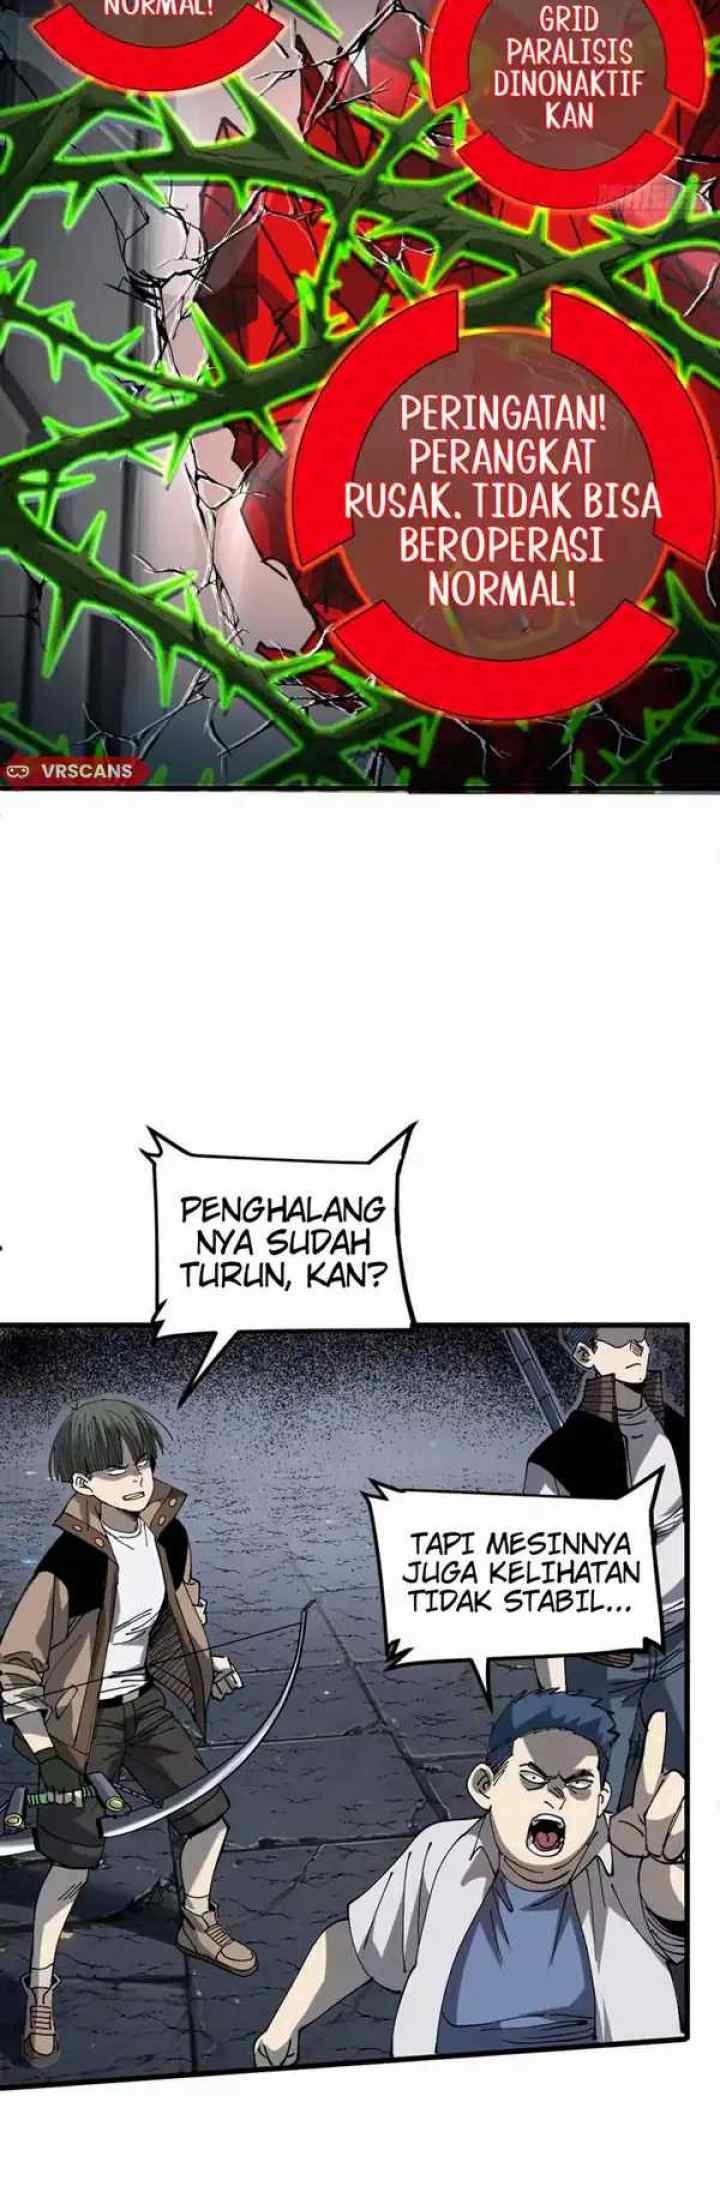 NORMAL!
GRID
PARALISIS
DINONAKTIF
KAN
PERINGATAN!
PERANGKAT
RUSAK. TIDAK BISA
BEROPERASI
NORMAL!
VRSCANS
PENGHALANG
NYA SUDAH
TURUN, KAN?
TAPI MESINNYA
JUGA KELIHATAN
TIDAK STABIL...